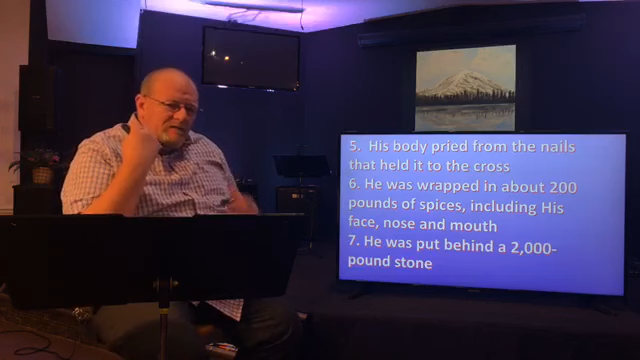 5.  His body pried from the nails
that held it to the cross
6. He was wrapped in about 200
pounds of spices, including His
face, nose and mouth
7. He was put behind a 2,000-
pound stone